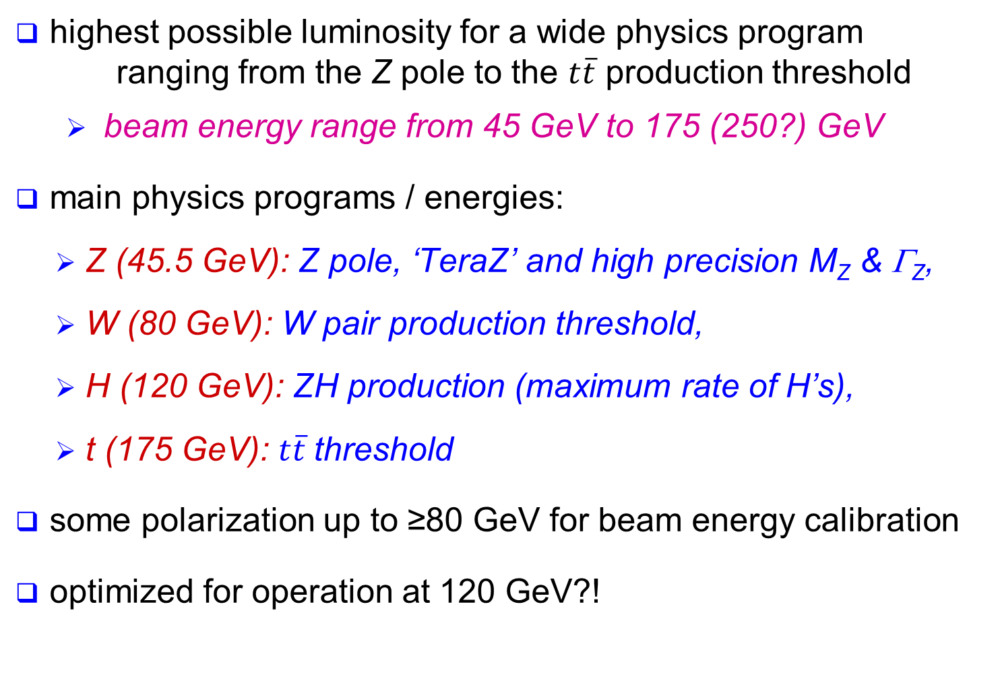 highest possible luminosity for a wide physics program
ranging from the Z pole to the tt̄ production threshold
beam energy range from 45 GeV to 175 (250?) GeV
main physics programs / energies:
Z (45.5 GeV): Z pole, ‘TeraZ’ and high precision M_Z & Γ_Z,
W (80 GeV): W pair production threshold,
H (120 GeV): ZH production (maximum rate of H’s),
t (175 GeV): tt̄ threshold
some polarization up to ≥80 GeV for beam energy calibration
optimized for operation at 120 GeV?!